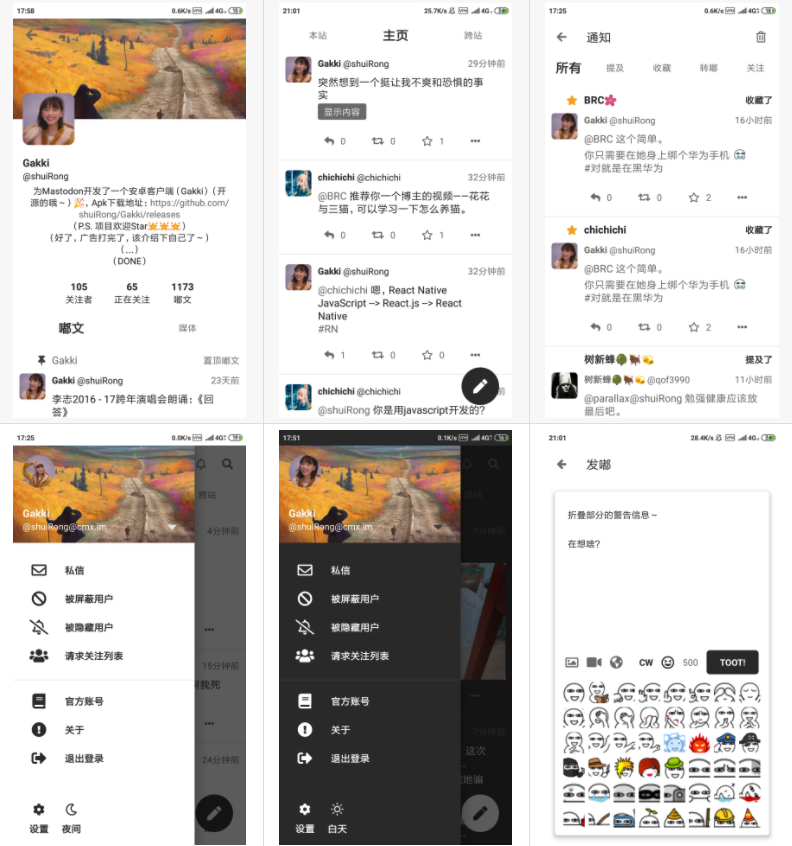 17:58
0.6K/s 4G
Gakki
@shuiRong
为Mastodon开发了一个安卓客户端（Gakki）（开
源的哦～）🎉，Apk下载地址：https://github.com/
shuiRong/Gakki/releases
（P.S. 项目欢迎Star💥💥💥）
（好了，广告打完了，该介绍下自己了～）
（...）
（DONE）
105 65 1173
关注者 正在关注 嘟文
嘟文 媒体
Gakki 置顶嘟文
Gakki @shuiRong 23天前
李志2016 - 17跨年演唱会朗诵：《回
答》
21:01
25.7K/s 4G
本站 主页 跨站
Gakki @shuiRong 29分钟前
突然想到一个挺让我不爽和恐惧的事
实
显示内容
0 0 1
chichichi @chichichi 32分钟前
@BRC 推荐你一个博主的视频——花花
与三猫，可以学习一下怎么养猫。
0 0 1
Gakki @shuiRong 32分钟前
@chichichi 嗯，React Native
JavaScript --> React.js --> React
Native
#RN
1 0 0
chichichi @chichichi
@shuiRong 你是用javascript开发的?
17:25
0.6K/s 4G
通知
所有 提及 收藏 转嘟 关注
BRC🌺 收藏了
Gakki @shuiRong 16小时前
@BRC 这个简单。
你只需要在她身上绑个华为手机
#对就是在黑华为
0 0 2
chichichi 收藏了
Gakki @shuiRong 16小时前
@BRC 这个简单。
你只需要在她身上绑个华为手机
#对就是在黑华为
0 0 2
树新蜂 提及了
树新蜂 @qof3990 11小时前
@parallax@shuiRong 勉强健康应该放
最后吧。
17:25
0.0K/s 4G
Gakki
@shuiRong@cmx.im
跨站
4分钟前
私信
被屏蔽用户
被隐藏用户
请求关注列表
15分钟前
我死
官方账号
关于
退出登录
24分钟前
设置 夜间
17:51
0.1K/s 4G
Gakki
@shuiRong@cmx.im
跨站
7分钟前
私信
被屏蔽用户
被隐藏用户
请求关注列表
官方账号
关于
退出登录
7分钟前
这次
地骗
设置 白天
21:01
28.4K/s 4G
发嘟
折叠部分的警告信息～
在想啥?
CW 500 TOOT!